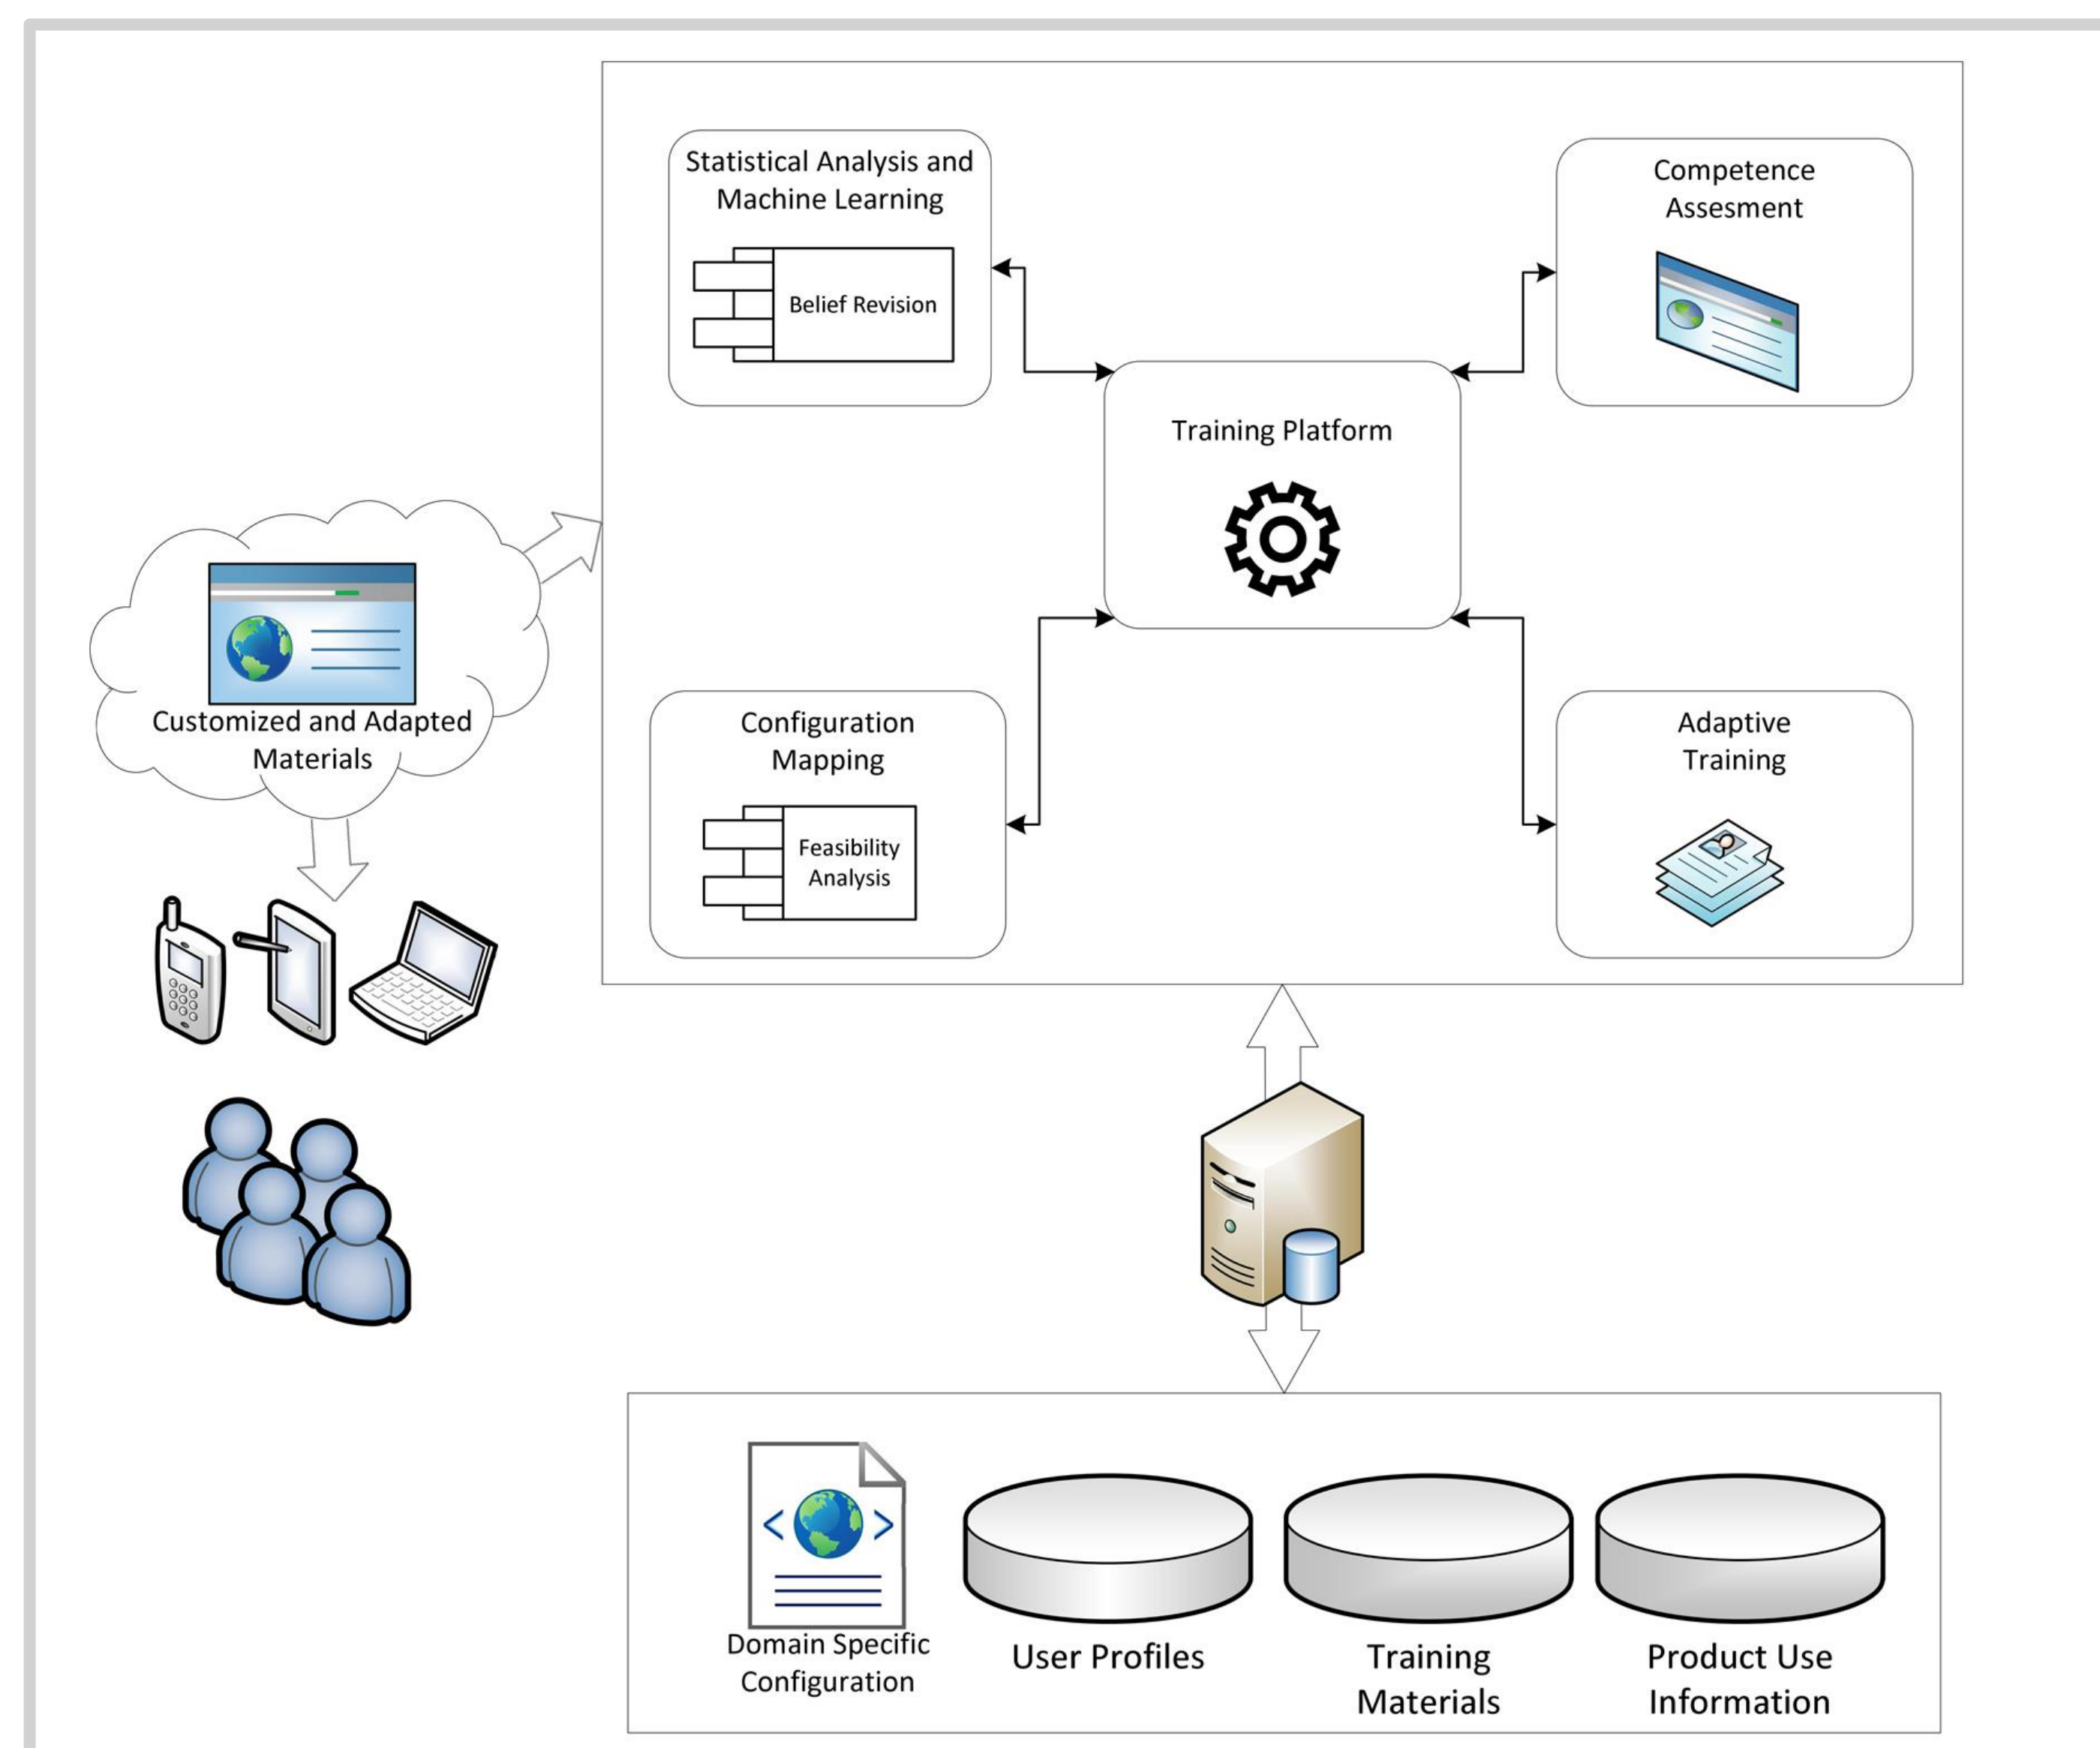 Statistical Analysis and
Machine Learning
Belief Revision
Competence
Assesment
Training Platform
Customized and Adapted
Materials
Configuration
Mapping
Feasibility
Analysis
Adaptive
Training
Domain Specific
Configuration
User Profiles
Training
Materials
Product Use
Information